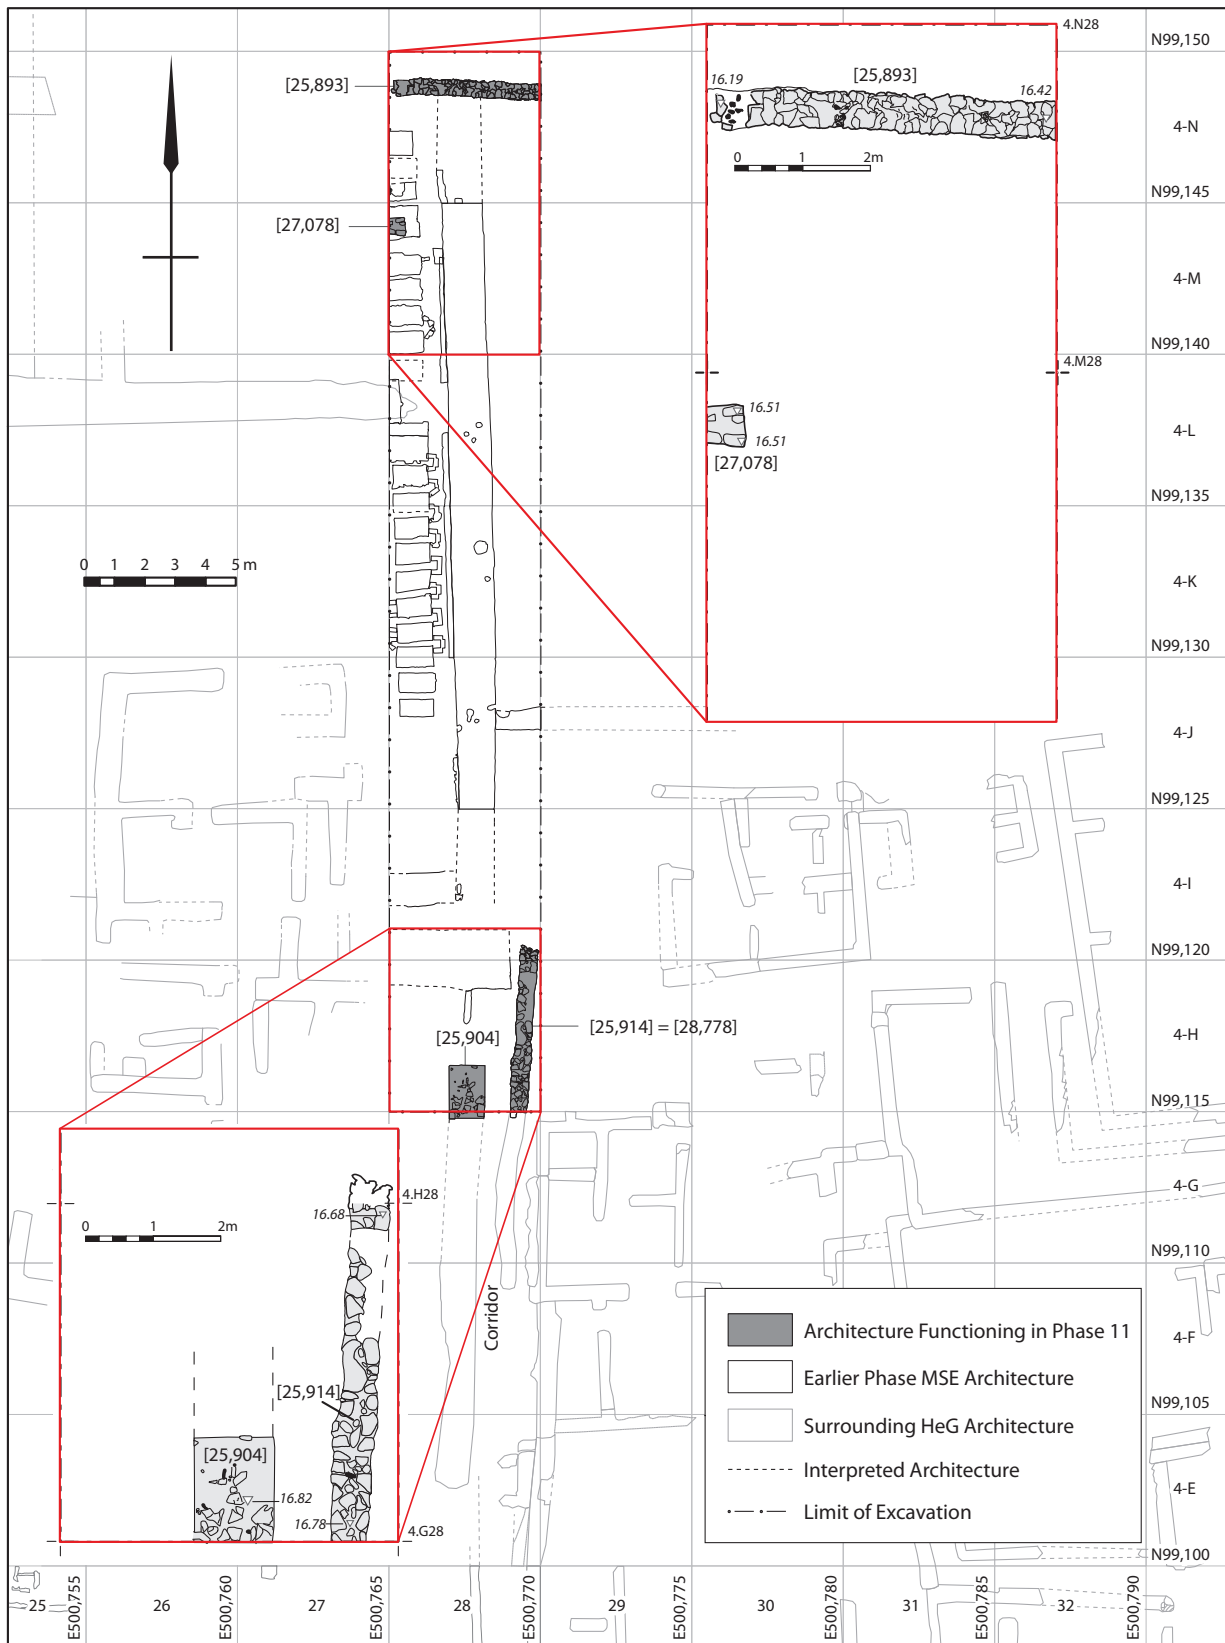 4.N28
N99,150
[25,893]
16.19
[25,893]
16.42
4-N
0 1 2m
N99,145
[27,078]
4-M
N99,140
4.M28
16.51
4-L
16.51
[27,078]
N99,135
0 1 2 3 4 5 m
4-K
N99,130
4-J
N99,125
4-I
N99,120
[25,914] = [28,778]
[25,904]
4-H
N99,115
4.H28
16.68
4-G
0 1 2m
N99,110
Corridor
Architecture Functioning in Phase 11
4-F
Earlier Phase MSE Architecture
[25,914]
N99,105
Surrounding HeG Architecture
[25,904]
Interpreted Architecture
4-E
16.82
Limit of Excavation
16.78
4.G28
N99,100
E500,755
E500,760
E500,765
E500,770
E500,775
E500,780
E500,785
E500,790
25 26 27 28 29 30 31 32